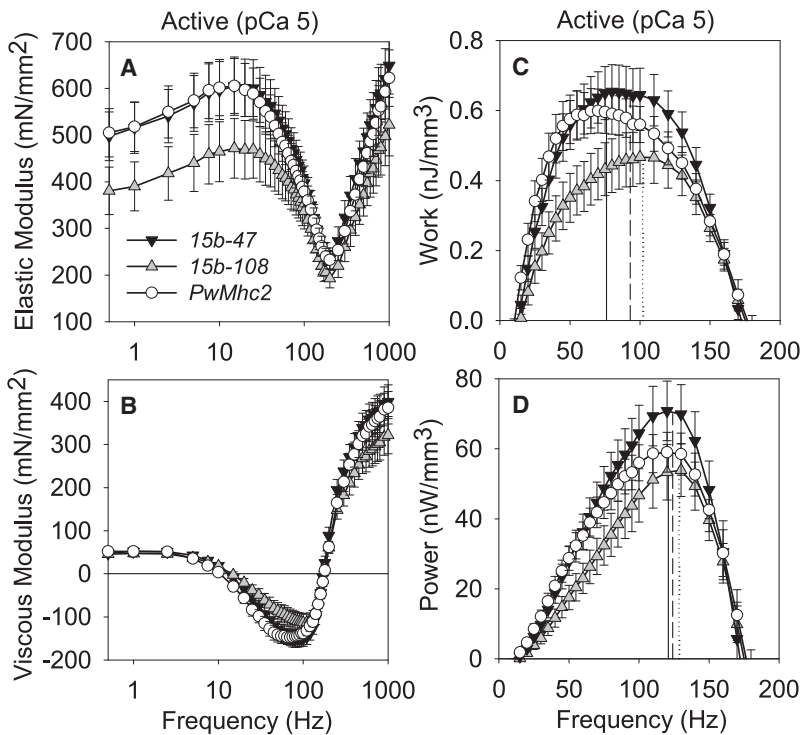 Active (pCa 5)
A
Elastic Modulus (mN/mm2)
700
600
500
400
300
200
100
15b-47
15b-108
PwMhc2
1
10
100
1000
B
Viscous Modulus (mN/mm2)
400
300
200
100
0
-100
-200
1
10
100
1000
Frequency (Hz)
Active (pCa 5)
C
Work (nJ/mm3)
0.8
0.6
0.4
0.2
0.0
0
50
100
150
200
D
Power (nW/mm3)
80
60
40
20
0
0
50
100
150
200
Frequency (Hz)